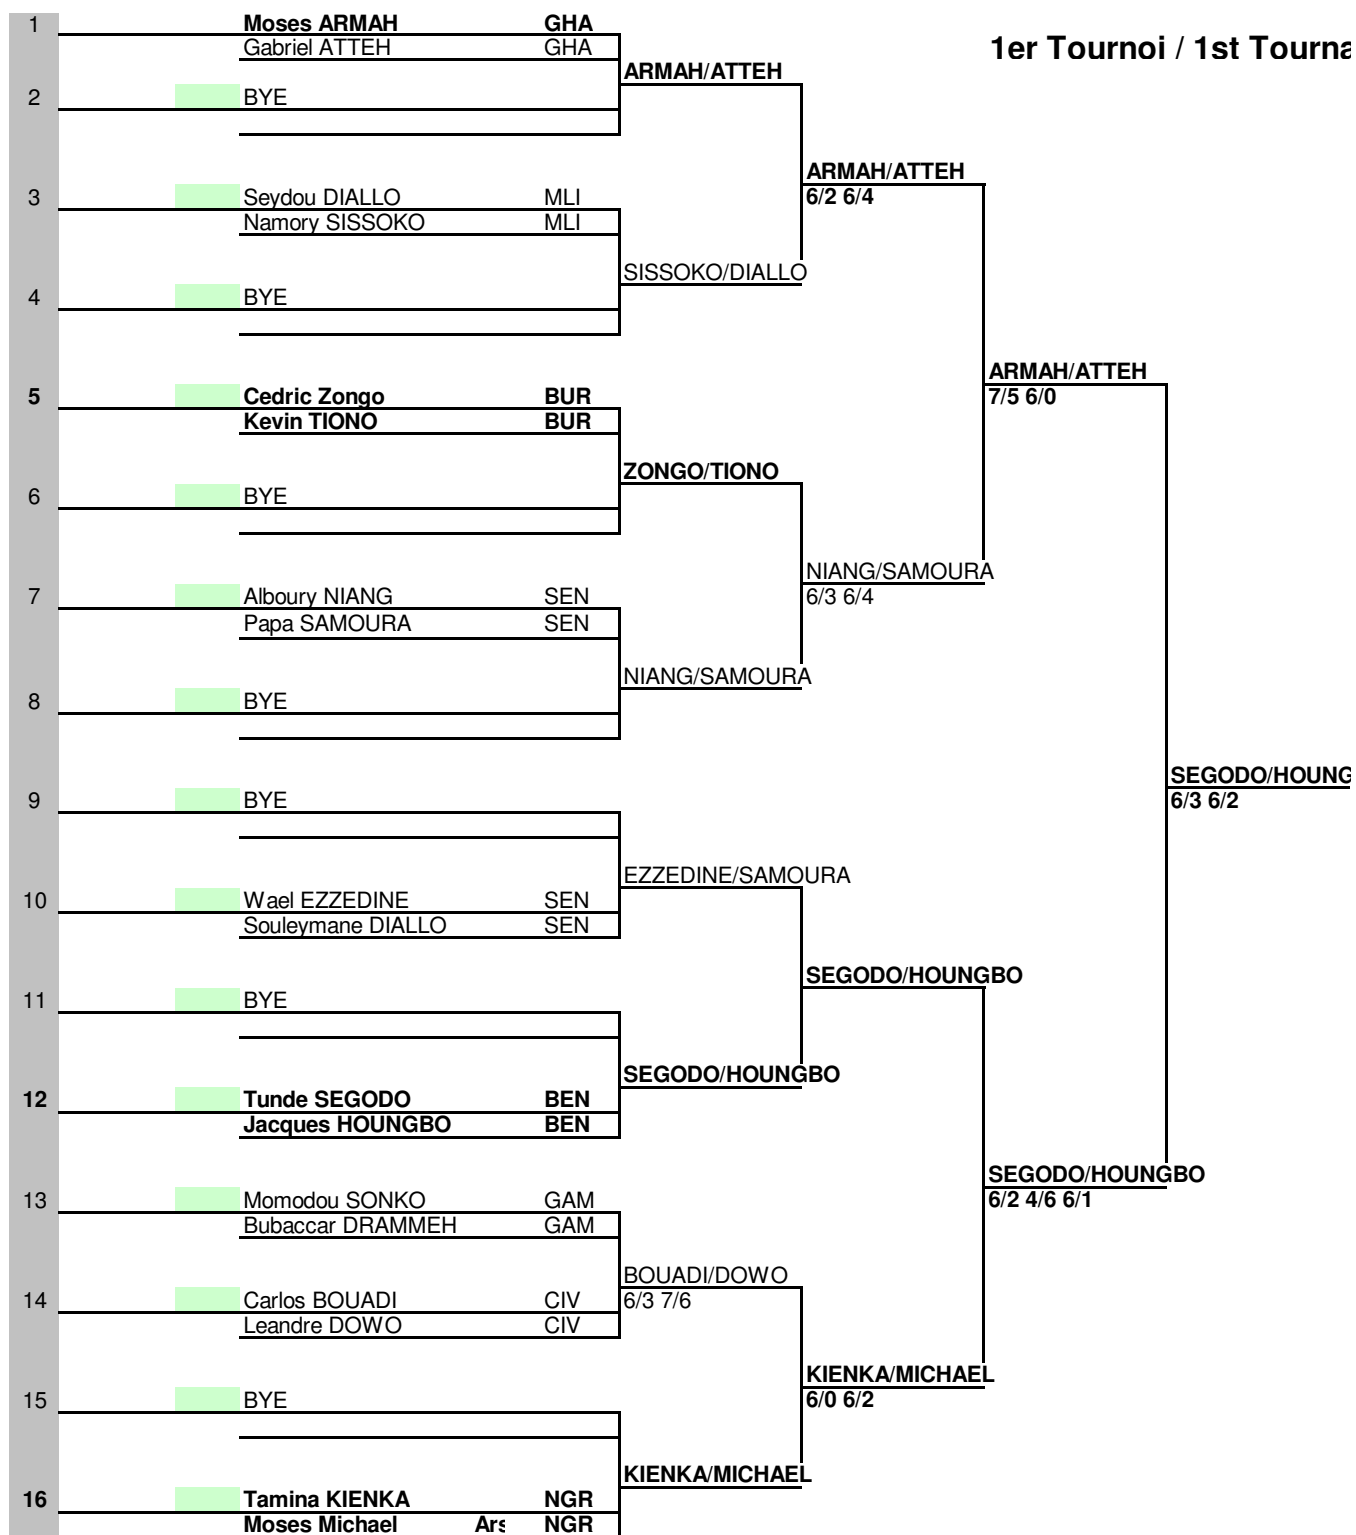 1 Moses ARMAH GHA
Gabriel ATTEH GHA
1er Tournoi / 1st Tourna
ARMAH/ATTEH
2 BYE
ARMAH/ATTEH
6/2 6/4
3 Seydou DIALLO MLI
Namory SISSOKO MLI
SISSOKO/DIALLO
4 BYE
ARMAH/ATTEH
7/5 6/0
5 Cedric Zongo BUR
Kevin TIONO BUR
ZONGO/TIONO
6 BYE
NIANG/SAMOURA
6/3 6/4
7 Alboury NIANG SEN
Papa SAMOURA SEN
NIANG/SAMOURA
8 BYE
SEGODO/HOUNG
6/3 6/2
9 BYE
EZZEDINE/SAMOURA
10 Wael EZZEDINE SEN
Souleymane DIALLO SEN
SEGODO/HOUNGBO
11 BYE
SEGODO/HOUNGBO
12 Tunde SEGODO BEN
Jacques HOUNGBO BEN
SEGODO/HOUNGBO
6/2 4/6 6/1
13 Momodou SONKO GAM
Bubaccar DRAMMEH GAM
BOUADI/DOWO
6/3 7/6
14 Carlos BOUADI CIV
Leandre DOWO CIV
KIENKA/MICHAEL
6/0 6/2
15 BYE
KIENKA/MICHAEL
16 Tamina KIENKA NGR
Moses Michael Ars NGR